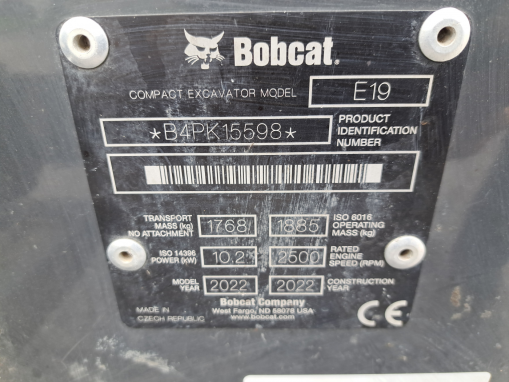 Bobcat.
COMPACT EXCAVATOR MODEL E19
*B4PK15598* PRODUCT IDENTIFICATION NUMBER
TRANSPORT MASS (kg) NO ATTACHMENT 1768 1885 ISO 6016 OPERATING MASS (kg)
ISO 14396 POWER (kW) 10.2 2500 RATED ENGINE SPEED (RPM)
MODEL YEAR 2022 2022 CONSTRUCTION YEAR
Bobcat Company
MADE IN CZECH REPUBLIC West Fargo, ND 58078 USA
www.bobcat.com
CE